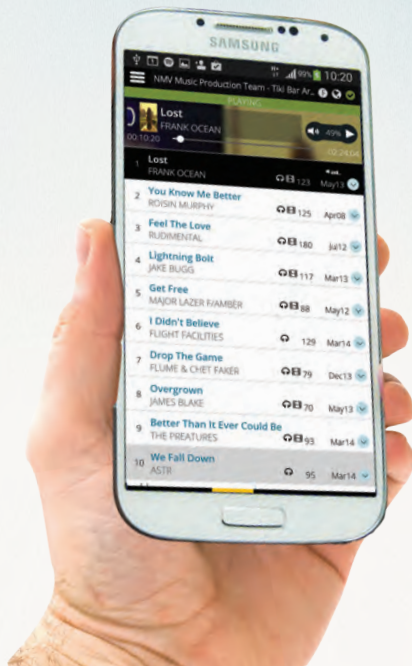 SAMSUNG
99% 10:20
NMV Music Production Team - Tiki Bar Ar..
PLAYING
Lost
FRANK OCEAN
49%
00:10:20
-02:24:04
1 Lost
FRANK OCEAN 123 May13
2 You Know Me Better
ROISIN MURPHY 125 Apr08
3 Feel The Love
RUDIMENTAL 180 Jul12
4 Lightning Bolt
JAKE BUGG 117 Mar13
5 Get Free
MAJOR LAZER F/AMBER 88 May12
6 I Didn't Believe
FLIGHT FACILITIES 129 Mar14
7 Drop The Game
FLUME & CHET FAKER 79 Dec13
8 Overgrown
JAMES BLAKE 70 May13
9 Better Than It Ever Could Be
THE PREATURES 93 Mar14
10 We Fall Down
ASTR 95 Mar14